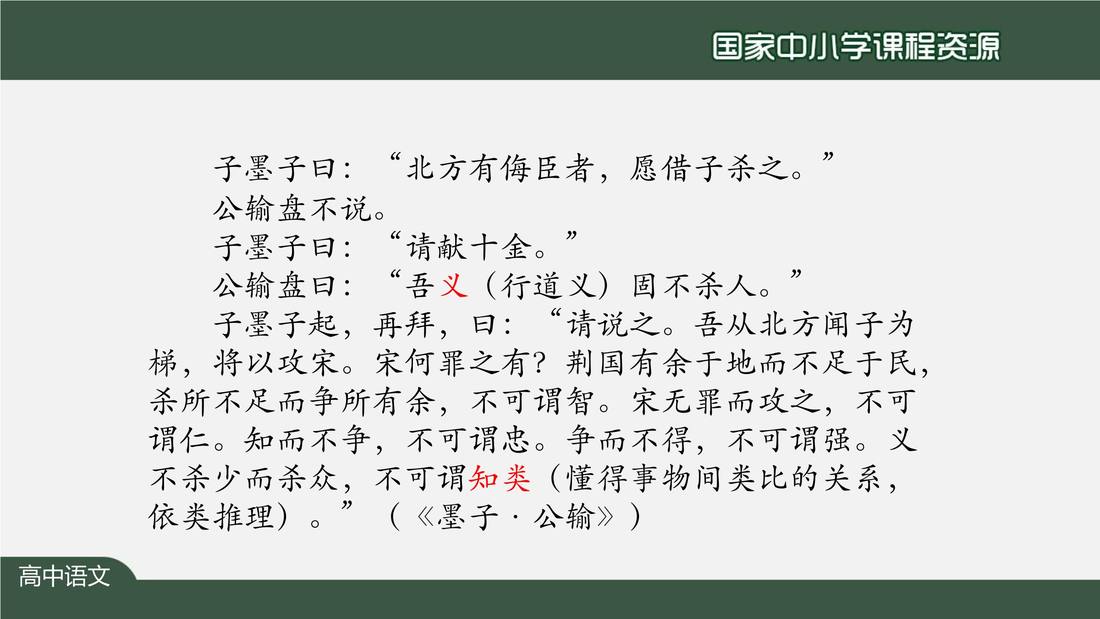 国家中小学课程资源
子墨子曰：“北方有侮臣者，愿借子杀之。”
公输盘不说。
子墨子曰：“请献十金。”
公输盘曰：“吾义（行道义）固不杀人。”
子墨子起，再拜，曰：“请说之。吾从北方闻子为
梯，将以攻宋。宋何罪之有？荆国有余于地而不足于民，
杀所不足而争所有余，不可谓智。宋无罪而攻之，不可
谓仁。知而不争，不可谓忠。争而不得，不可谓强。义
不杀少而杀众，不可谓知类（懂得事物间类比的关系，
依类推理）。”（《墨子·公输》）
高中语文